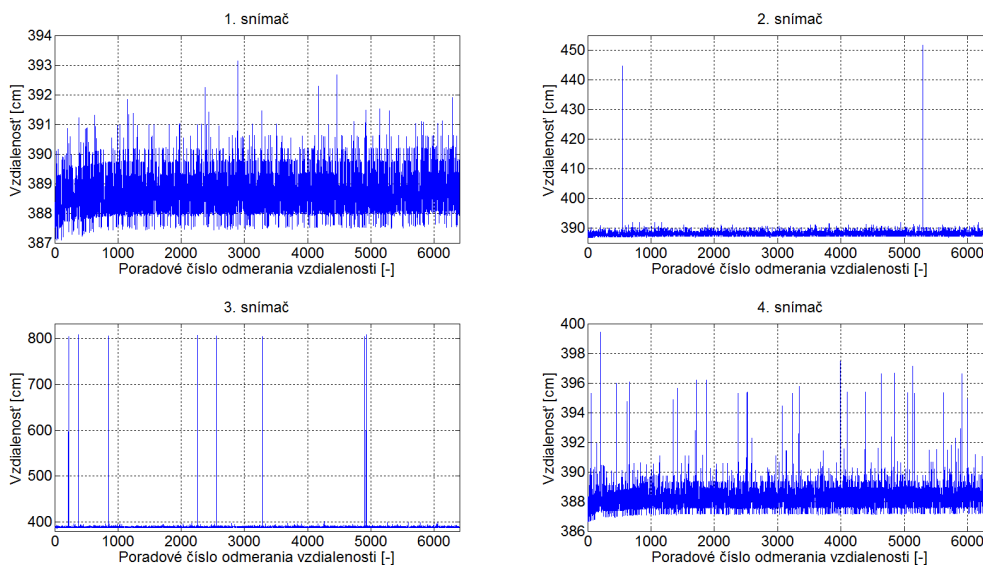 1. snímač
Vzdialenosť [cm]
394
393
392
391
390
389
388
387
0 1000 2000 3000 4000 5000 6000
Poradové číslo odmerania vzdialenosti [-]
2. snímač
Vzdialenosť [cm]
450
440
430
420
410
400
390
0 1000 2000 3000 4000 5000 6000
Poradové číslo odmerania vzdialenosti [-]
3. snímač
Vzdialenosť [cm]
800
700
600
500
400
0 1000 2000 3000 4000 5000 6000
Poradové číslo odmerania vzdialenosti [-]
4. snímač
Vzdialenosť [cm]
400
398
396
394
392
390
388
386
0 1000 2000 3000 4000 5000 6000
Poradové číslo odmerania vzdialenosti [-]